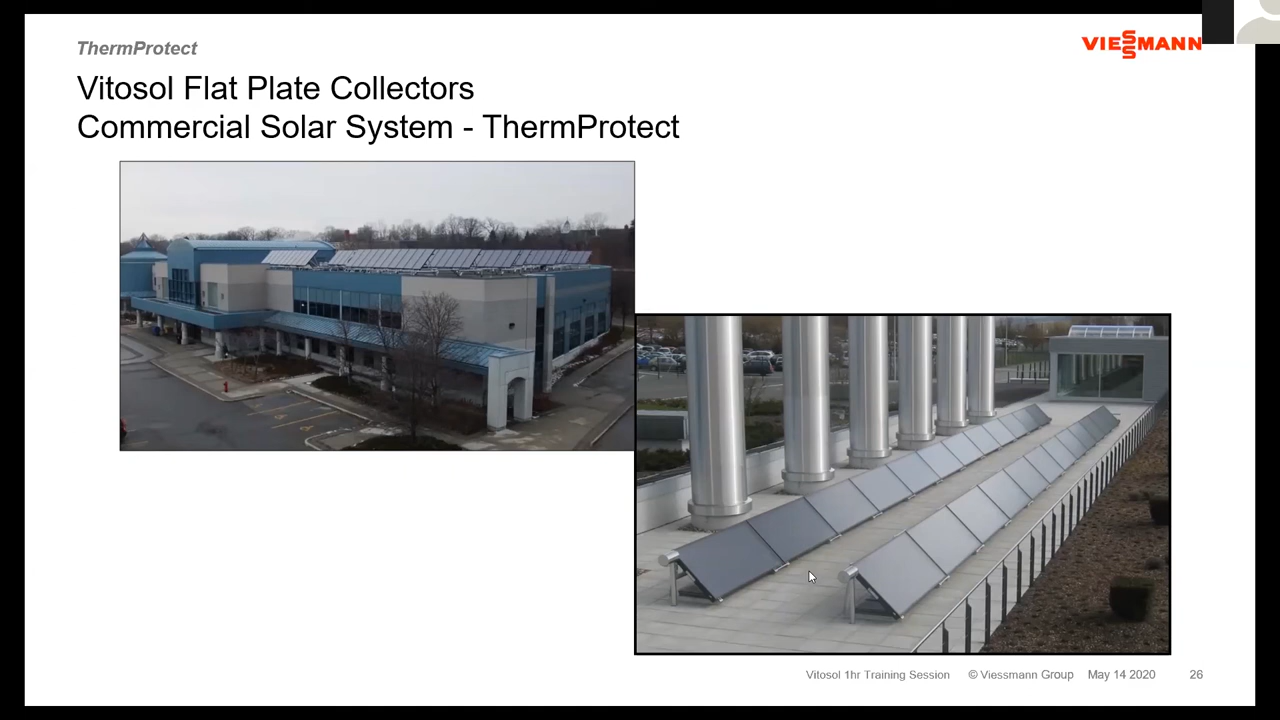 ThermProtect
VIESSMANN
Vitosol Flat Plate Collectors
Commercial Solar System - ThermProtect
Vitosol 1hr Training Session © Viessmann Group May 14 2020 26